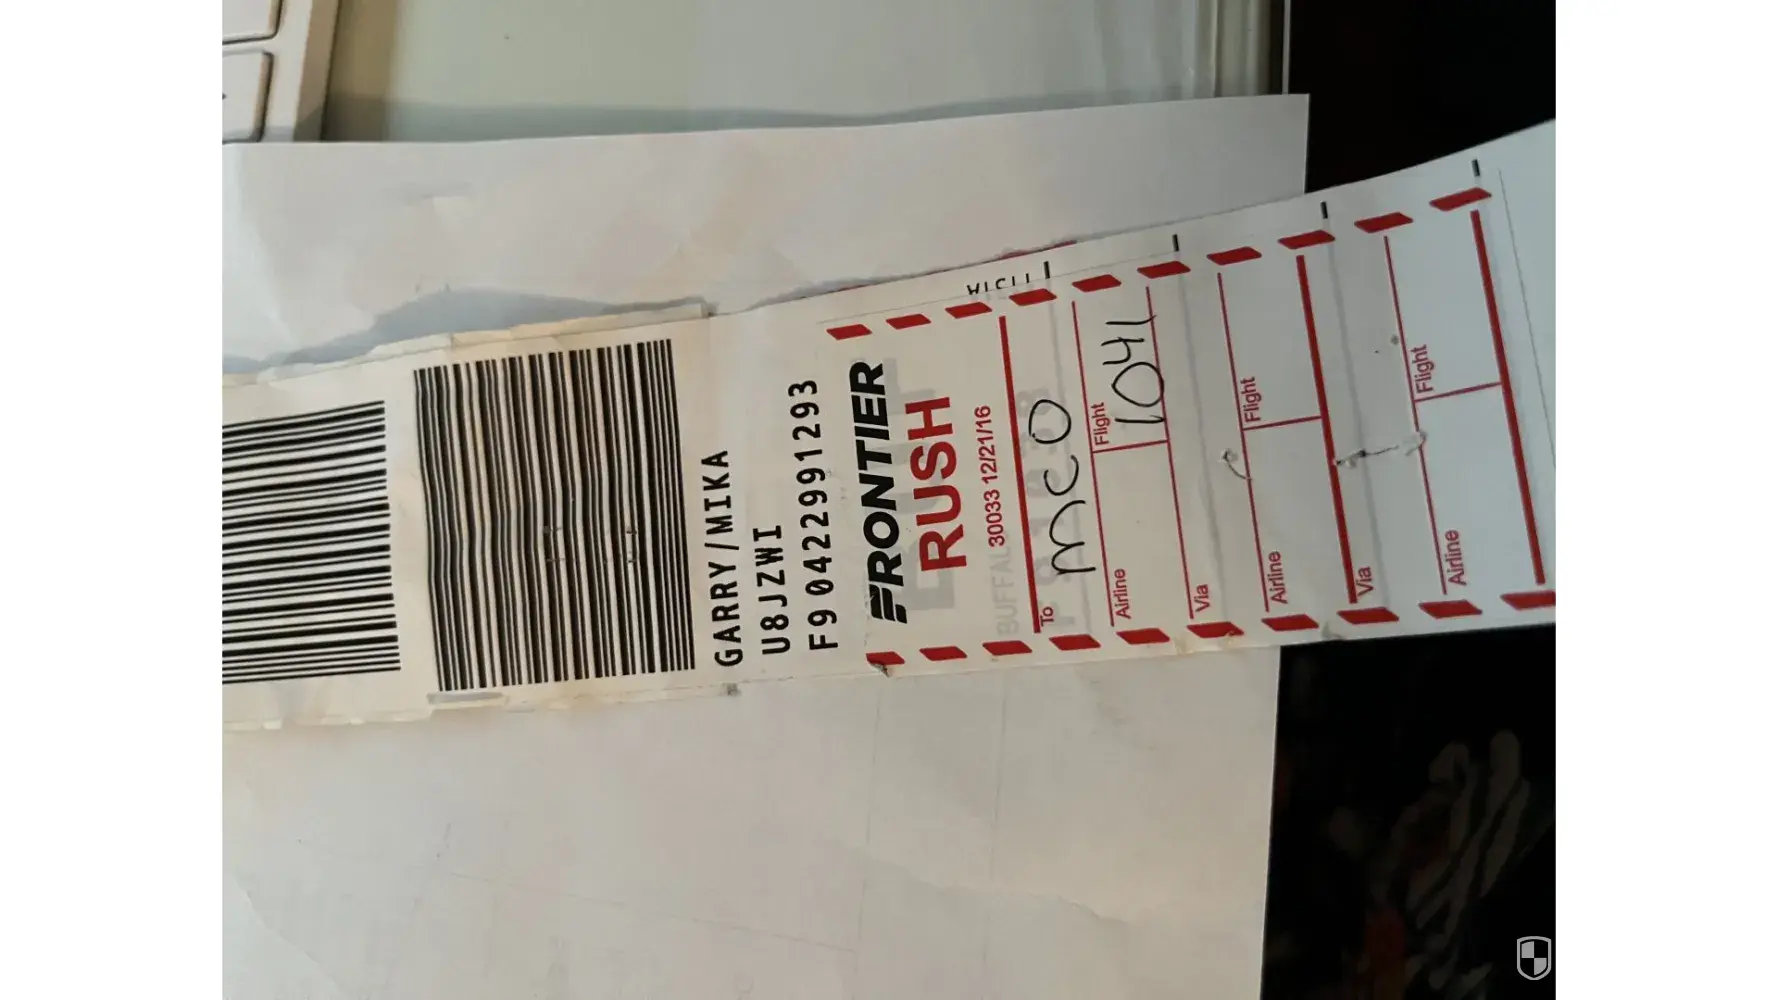 GARRY/MIKA
U8JZWI
F9 0422991293
FRONTIER
RUSH
30033 12/21/16
BUFFAL
To
mco
Airline
Flight
1041
Via
Airline
Flight
Via
Airline
Flight